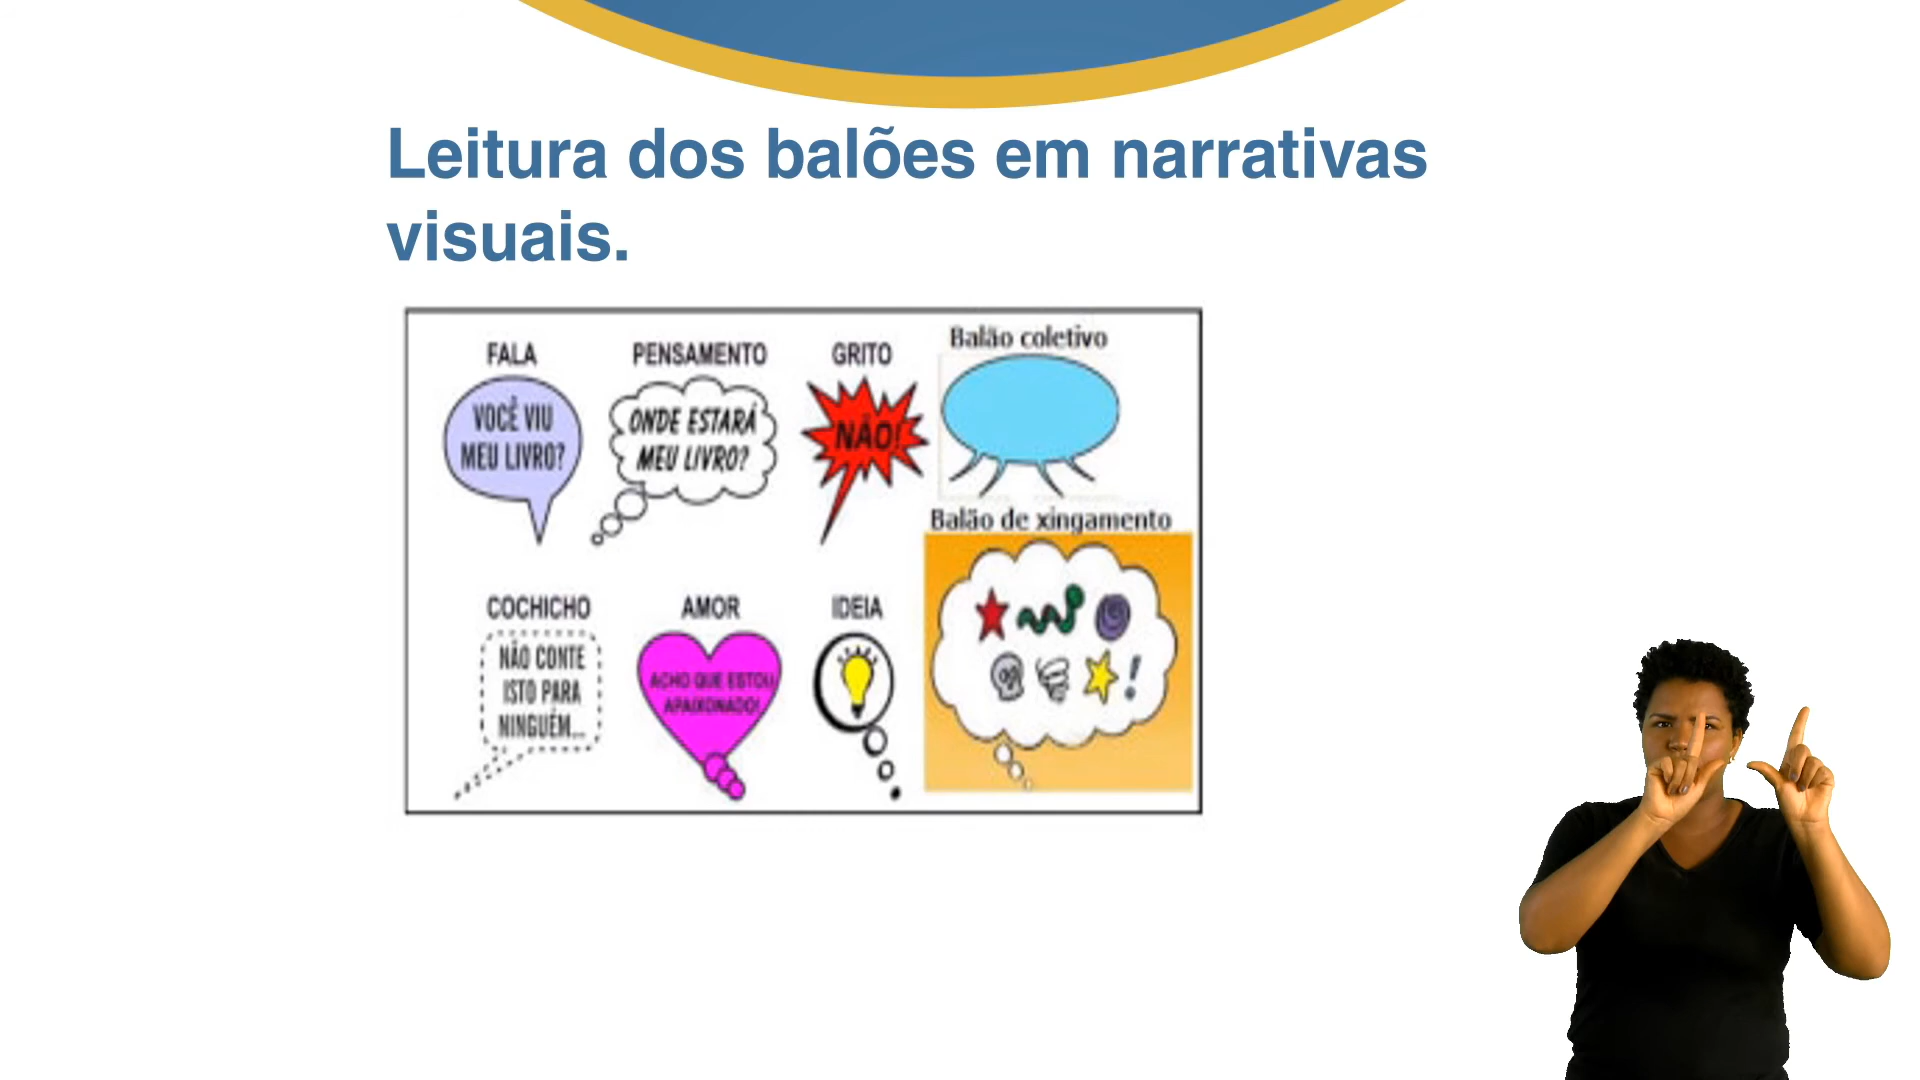 Leitura dos balões em narrativas
visuais.
FALA
VOCÊ VIU
MEU LIVRO?
PENSAMENTO
ONDE ESTARÁ
MEU LIVRO?
GRITO
NÃO!
Balão coletivo
Balão de xingamento
!
COCHICHO
NÃO CONTE
ISTO PARA
NINGUÉM...
AMOR
ACHO QUE ESTOU
APAIXONADO!
IDEIA